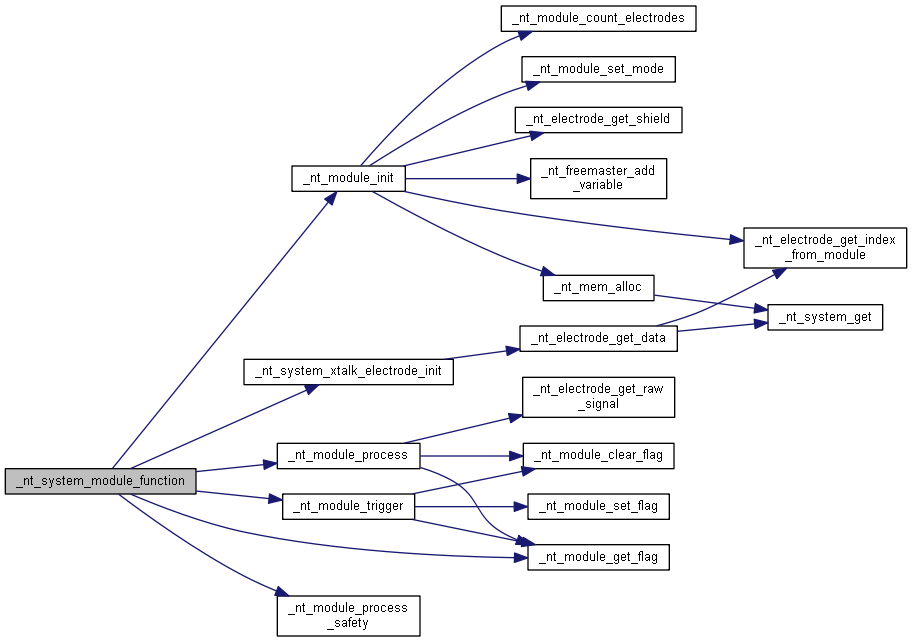 _nt_module_count_electrodes
_nt_module_set_mode
_nt_electrode_get_shield
_nt_module_init
_nt_freemaster_add
_variable
_nt_electrode_get_index
_from_module
_nt_mem_alloc
_nt_system_get
_nt_electrode_get_data
_nt_system_xtalk_electrode_init
_nt_electrode_get_raw
_signal
_nt_module_process
_nt_module_clear_flag
_nt_system_module_function
_nt_module_trigger
_nt_module_set_flag
_nt_module_get_flag
_nt_module_process
_safety